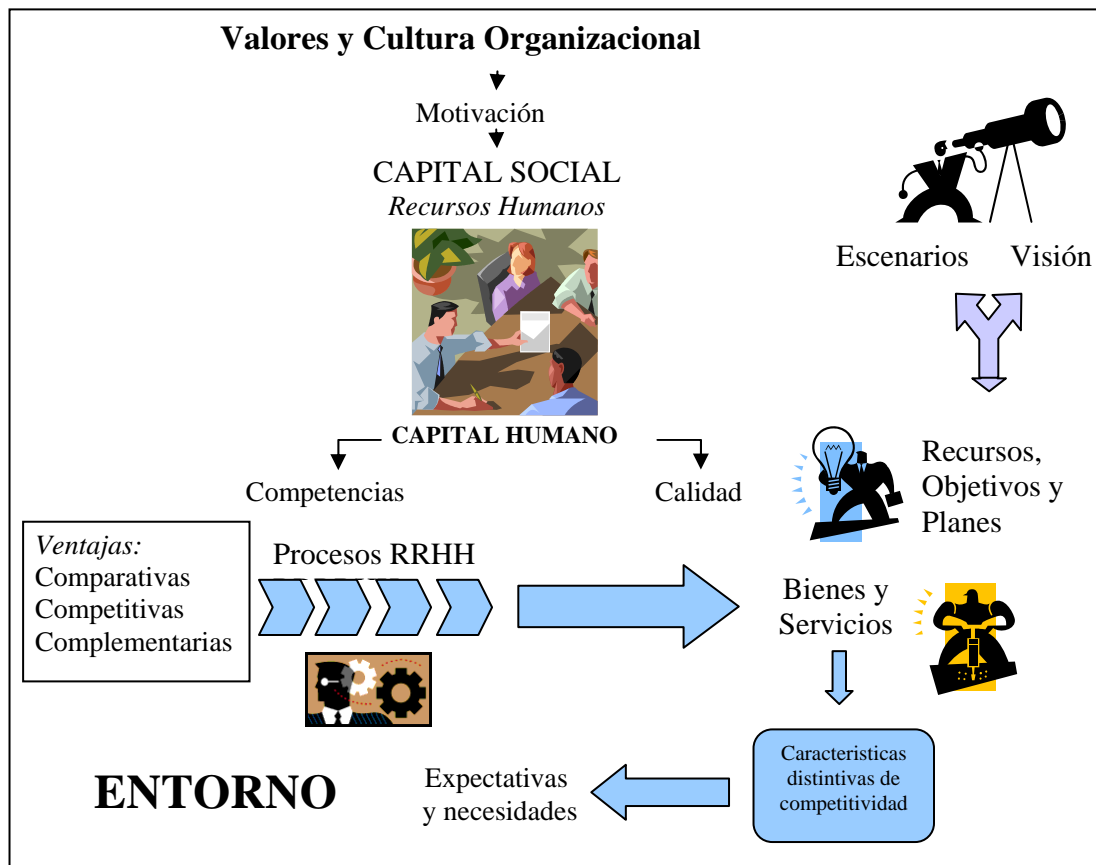 Valores y Cultura Organizacional
Motivación
CAPITAL SOCIAL
Recursos Humanos
Escenarios Visión
CAPITAL HUMANO
Competencias
Calidad
Recursos,
Objetivos y
Planes
Ventajas:
Comparativas
Competitivas
Complementarias
Procesos RRHH
Bienes y
Servicios
Caracteristicas
distintivas de
competitividad
Expectativas
y necesidades
ENTORNO